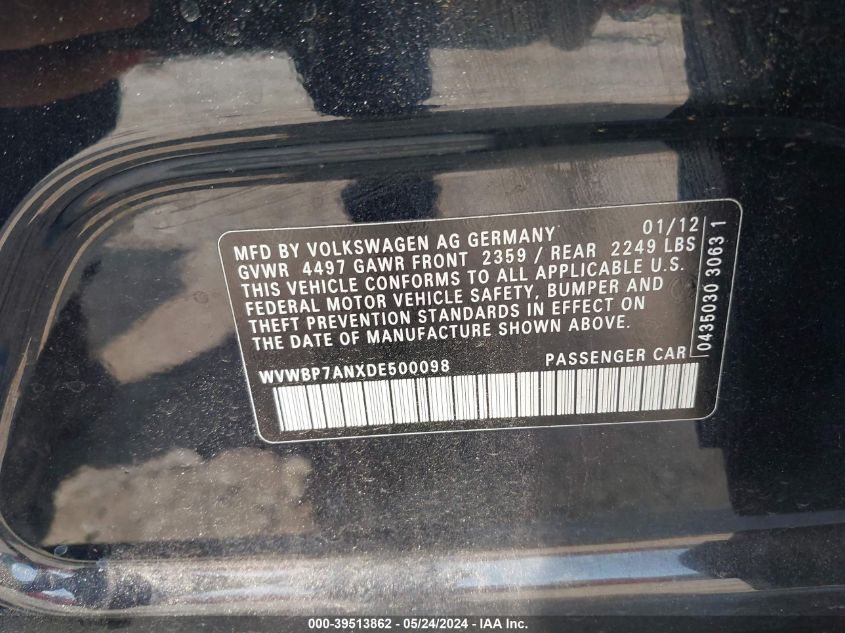 MFD BY VOLKSWAGEN AG GERMANY 01/12
GVWR 4497 GAWR FRONT 2359 / REAR 2249 LBS
THIS VEHICLE CONFORMS TO ALL APPLICABLE U.S.
FEDERAL MOTOR VEHICLE SAFETY, BUMPER AND
THEFT PREVENTION STANDARDS IN EFFECT ON
THE DATE OF MANUFACTURE SHOWN ABOVE.
WVWBP7ANXDE500098 PASSENGER CAR
0435030 30631
000-39513862 - 05/24/2024 - IAA Inc.